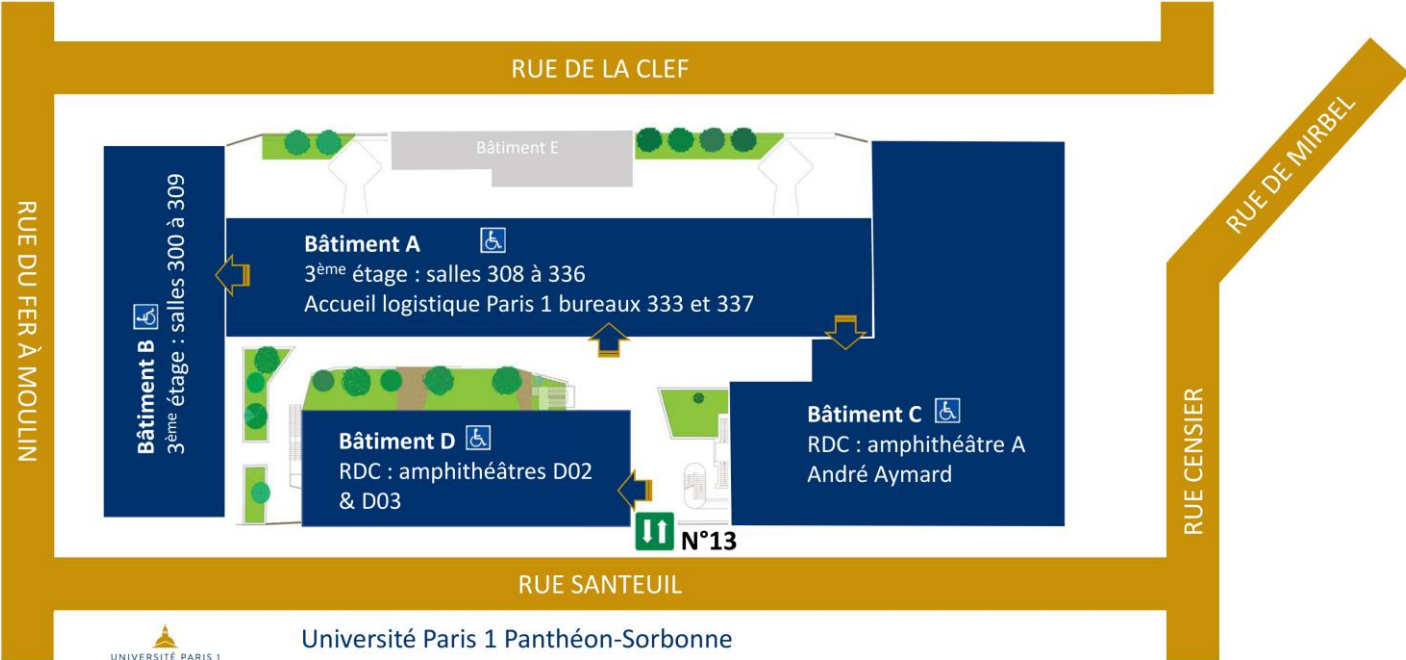 RUE DE LA CLEF
RUE DE MIRBEL
RUE DU FER À MOULIN
Bâtiment E
Bâtiment B
3ème étage : salles 300 à 309
Bâtiment A
3ème étage : salles 308 à 336
Accueil logistique Paris 1 bureaux 333 et 337
Bâtiment D
RDC : amphithéâtres D02
& D03
Bâtiment C
RDC : amphithéâtre A
André Aymard
RUE CENSIER
N°13
RUE SANTEUIL
Université Paris 1 Panthéon-Sorbonne
UNIVERSITÉ PARIS 1